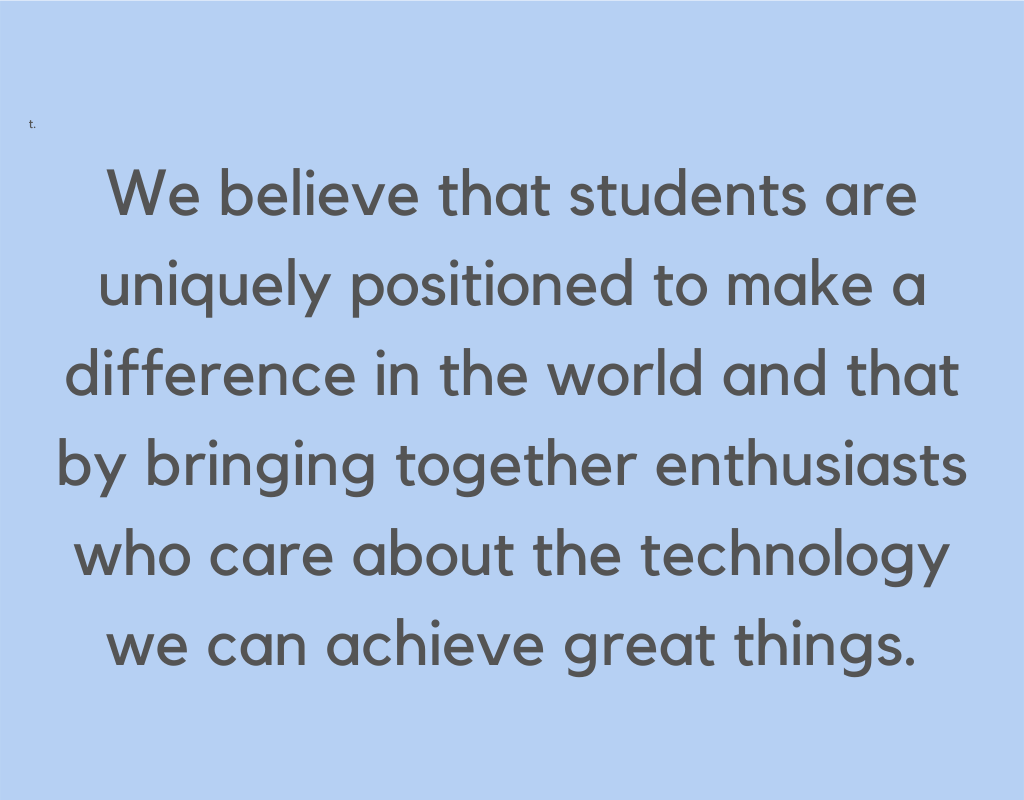 t.
We believe that students are
uniquely positioned to make a
difference in the world and that
by bringing together enthusiasts
who care about the technology
we can achieve great things.